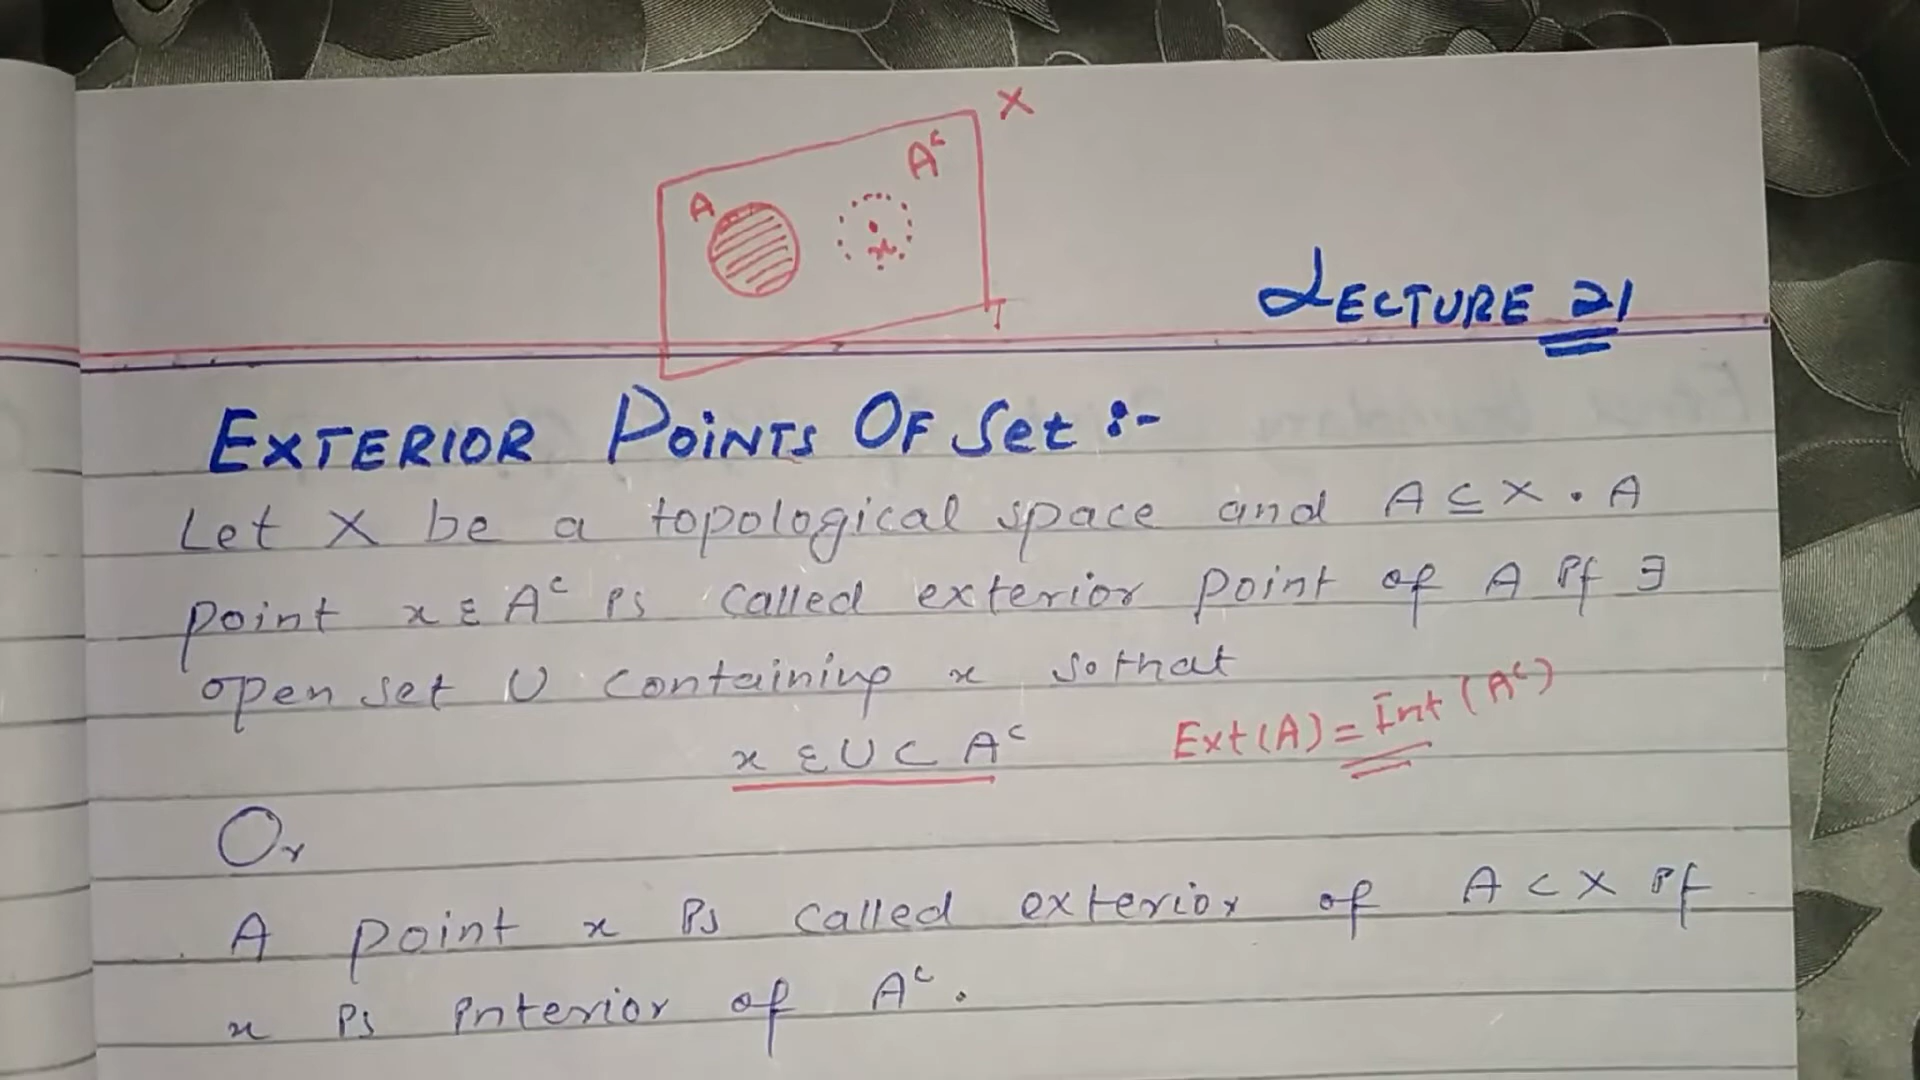 X
A^c
A
x
LECTURE 21
EXTERIOR POINTS OF Set :-
Let X be a topological space and A ⊆ X . A
point x ε A^c is called exterior point of A if ∃
open set U containing x so that
x ε U ⊂ A^c
Ext (A) = Int (A^c)
Or
A point x is called exterior of A ⊂ X if
x is interior of A^c .